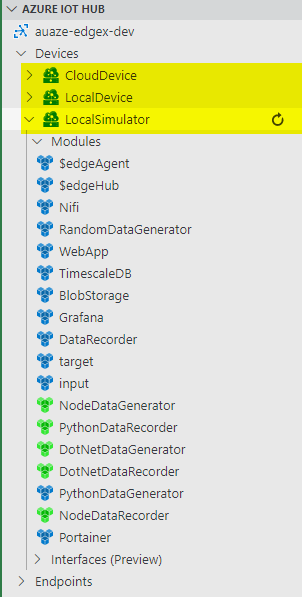 AZURE IOT HUB
auaze-edgex-dev
Devices
CloudDevice
LocalDevice
LocalSimulator
Modules
$edgeAgent
$edgeHub
Nifi
RandomDataGenerator
WebApp
TimescaleDB
BlobStorage
Grafana
DataRecorder
target
input
NodeDataGenerator
PythonDataRecorder
DotNetDataGenerator
DotNetDataRecorder
PythonDataGenerator
NodeDataRecorder
Portainer
Interfaces (Preview)
Endpoints